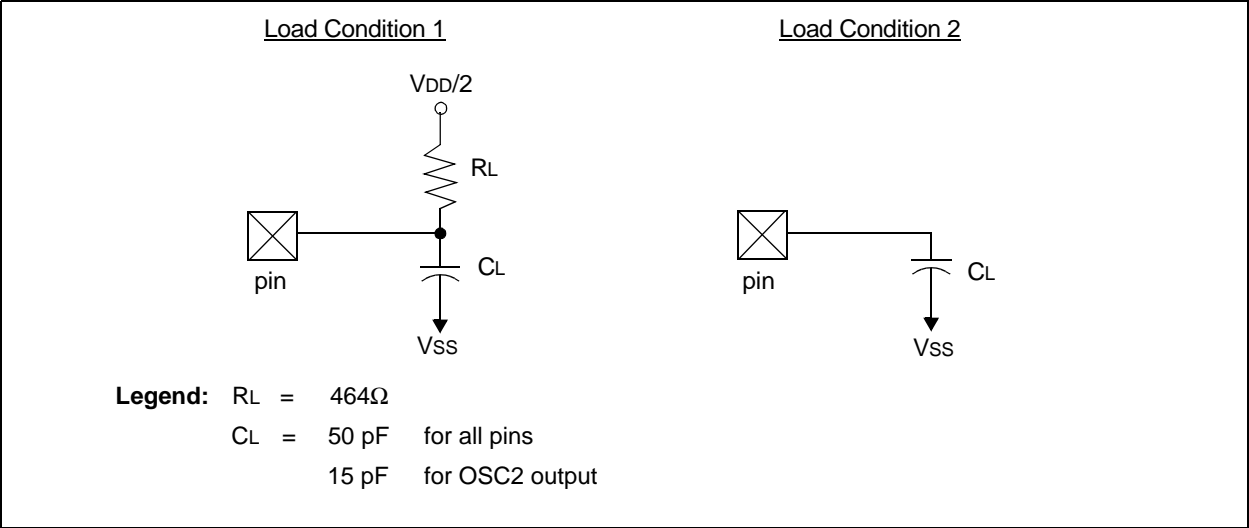 Load Condition 1
Load Condition 2
VDD/2
RL
pin
CL
VSS
pin
CL
VSS
Legend: RL = 464Ω
CL = 50 pF for all pins
15 pF for OSC2 output